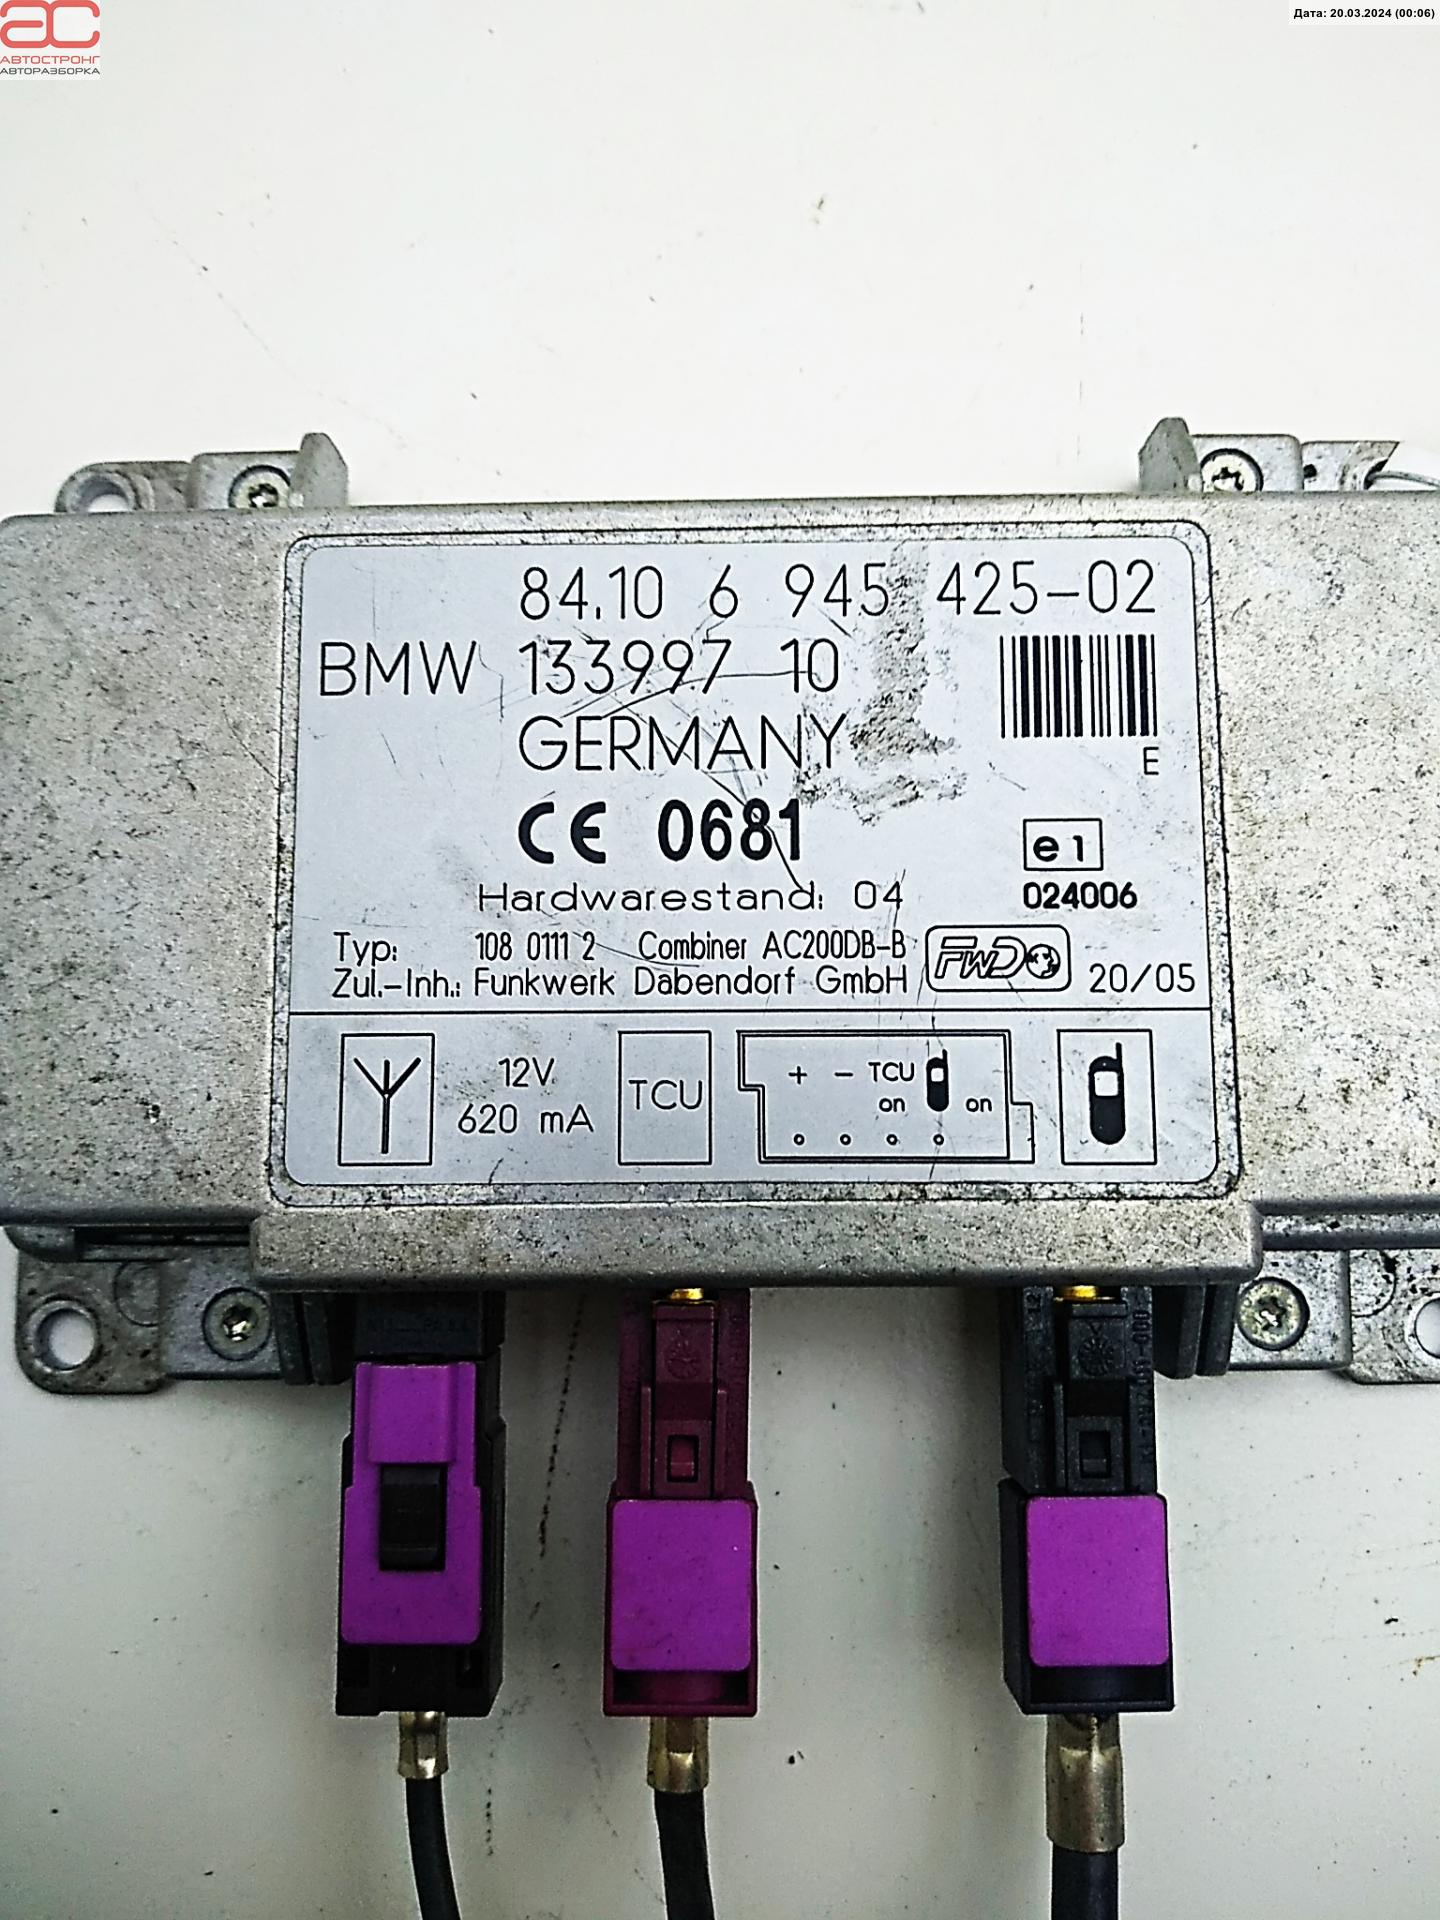 Дата: 20.03.2024 (00:06)
АС
АВТОСТРОНГ
АВТОРАЗБОРКА
84.10 6 945 425-02
BMW 133997 10
GERMANY
E
CE 0681
e1
Hardwarestand: 04
024006
Typ: 108 0111 2 Combiner AC200DB-B
FWD
Zul.-Inh.: Funkwerk Dabendorf GmbH
20/05
12V
620 mA
TCU
+ - TCU
on on